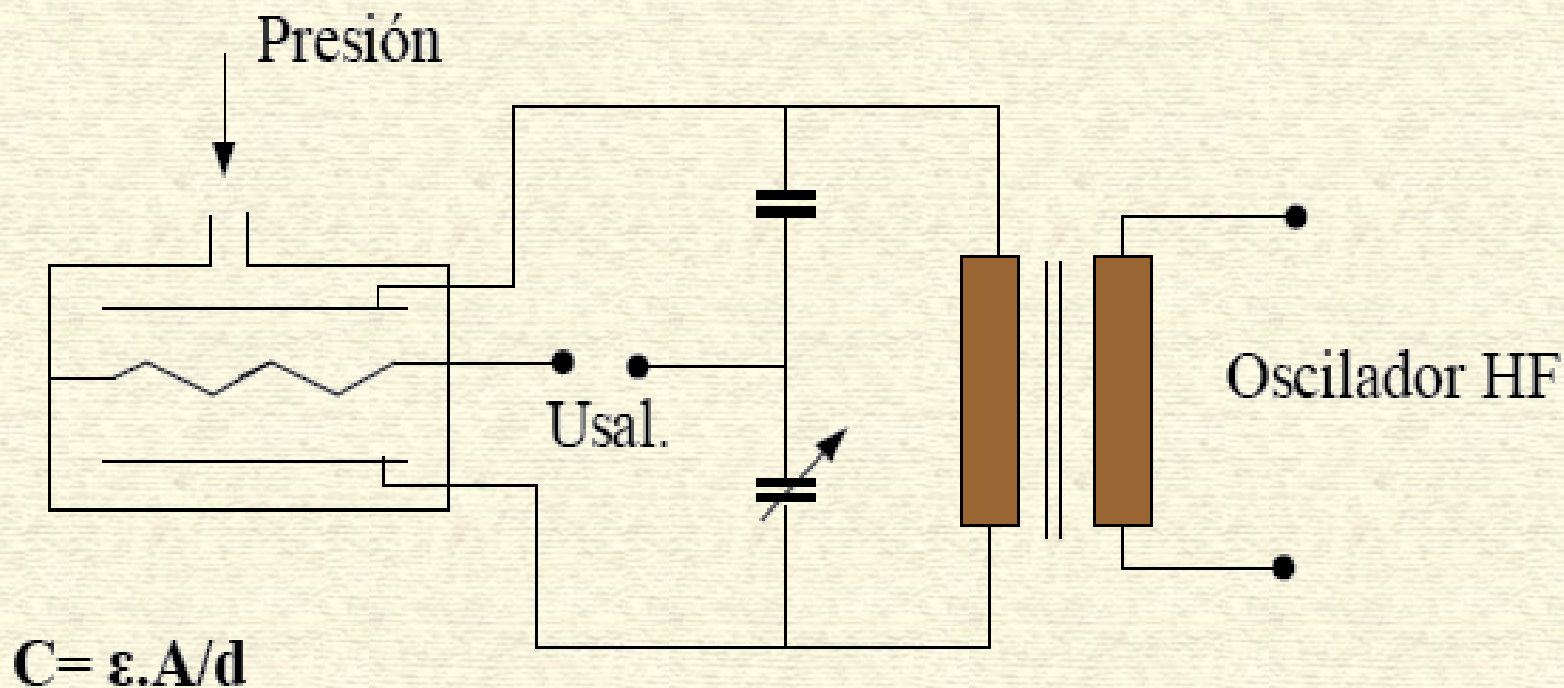 Presión
Usal.
Oscilador HF
C= ε.A/d